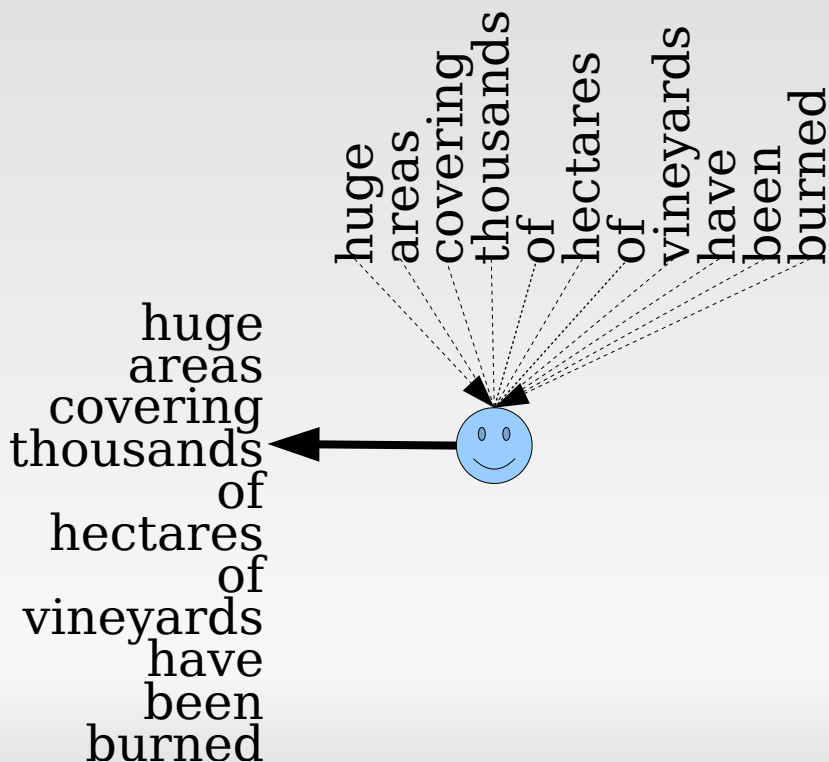 huge
areas
covering
thousands
of
hectares
of
vineyards
have
been
burned
huge
areas
covering
thousands
of
hectares
of
vineyards
have
been
burned